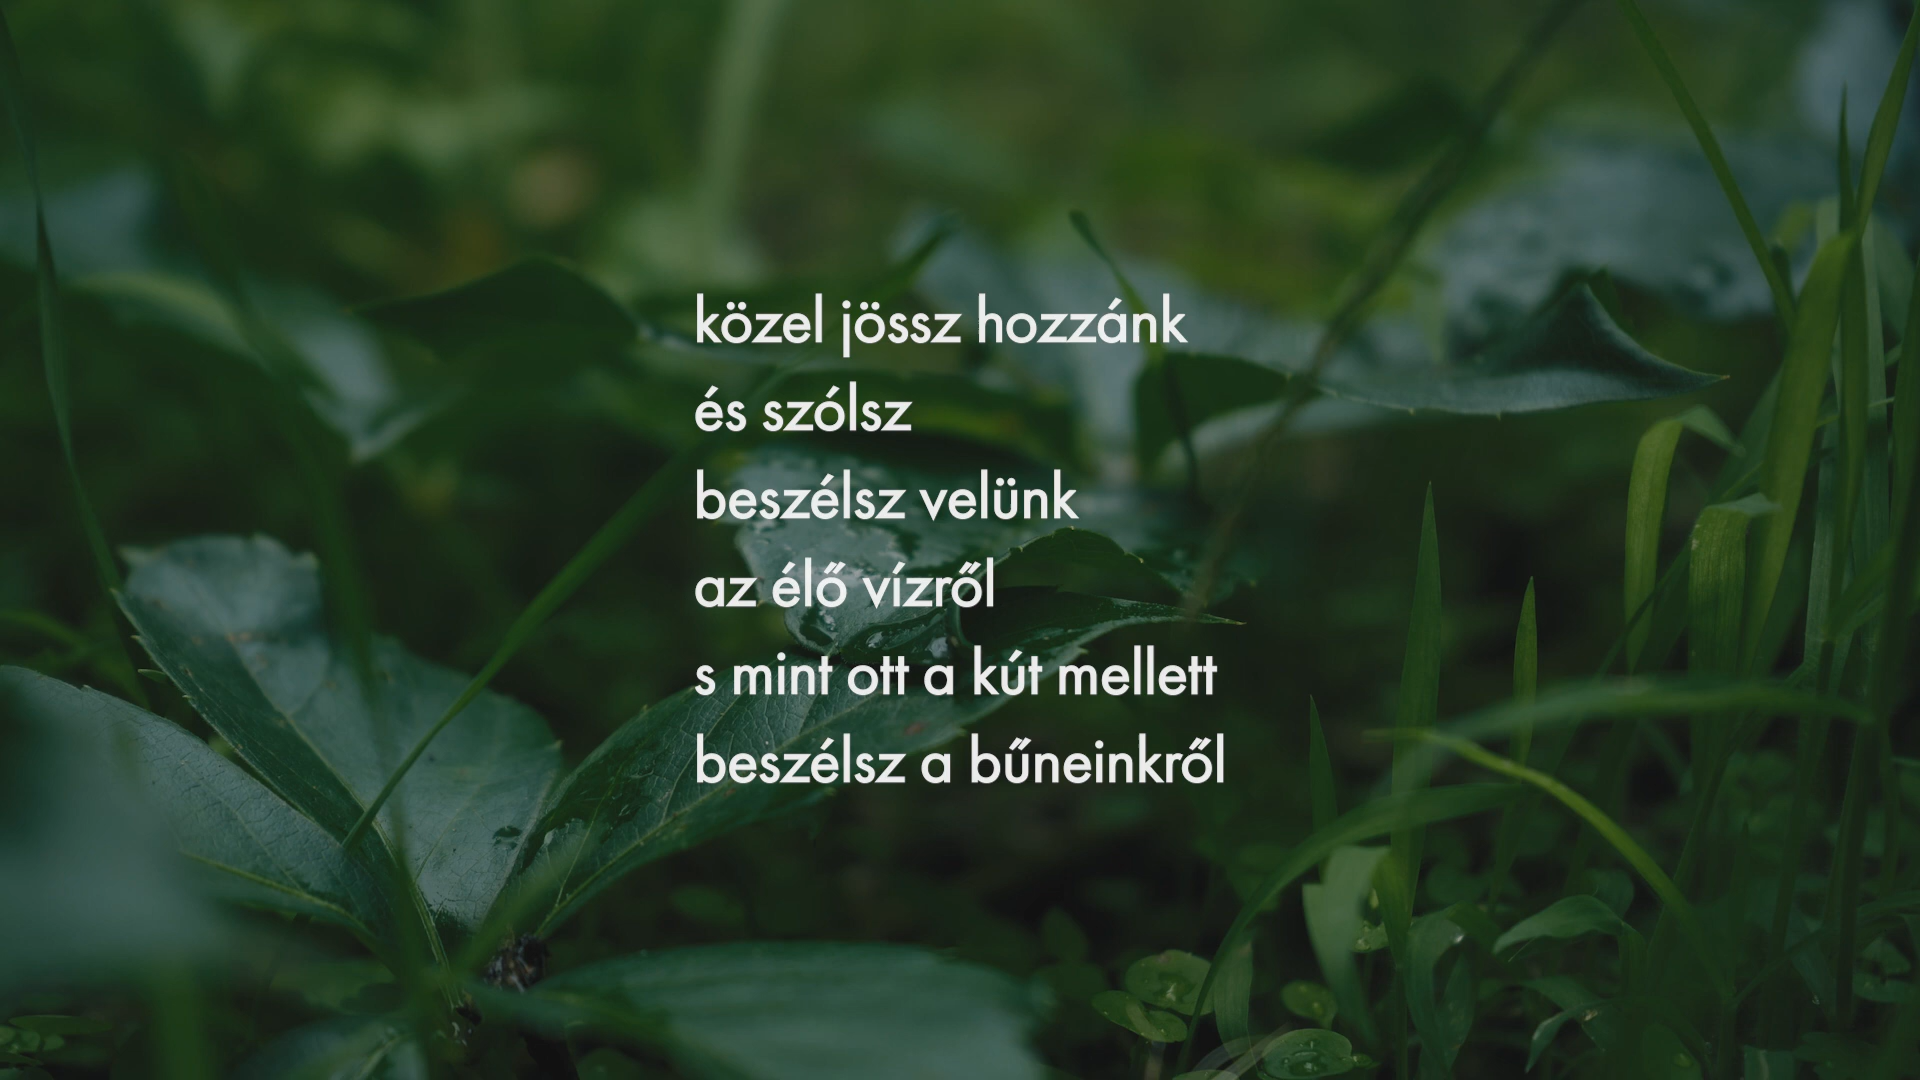 közel jössz hozzánk
és szólsz
beszélsz velünk
az élő vízről
s mint ott a kút mellett
beszélsz a bűneinkről